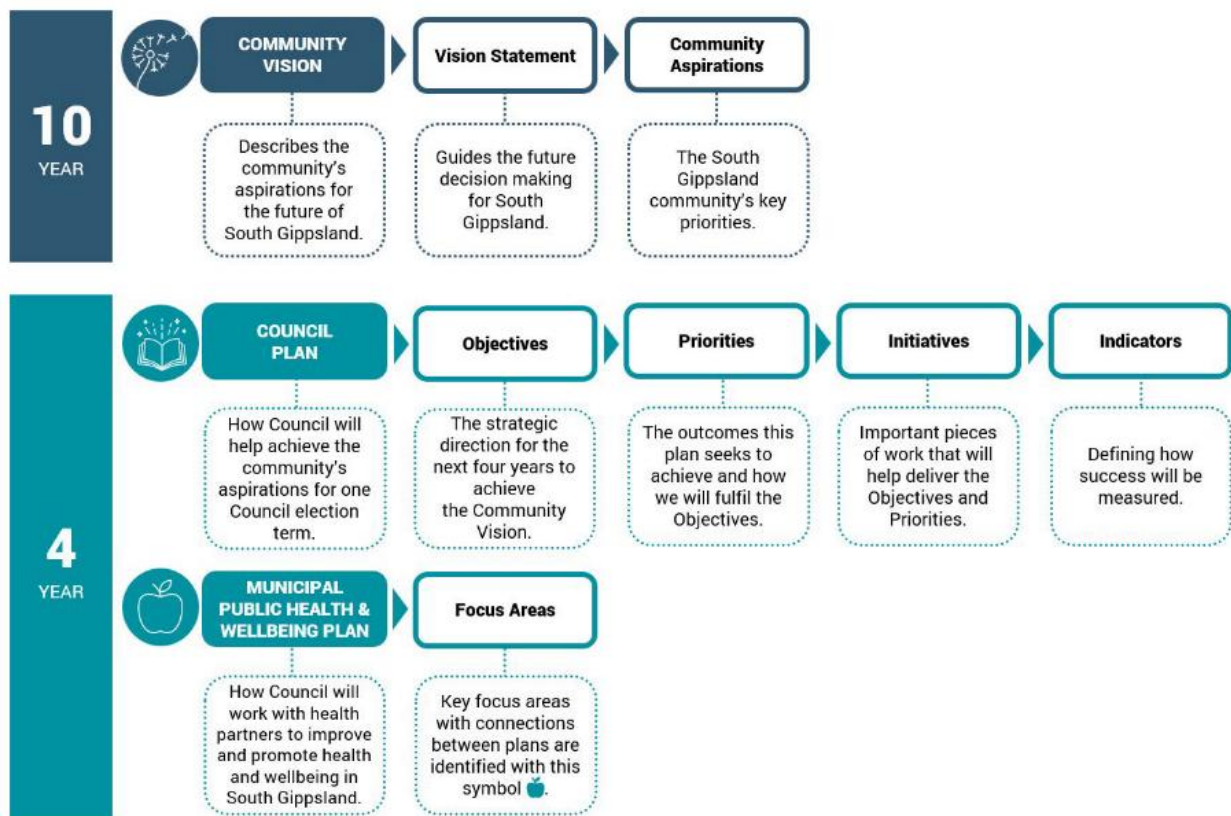 10
YEAR
COMMUNITY
VISION
Vision Statement
Community
Aspirations
Describes the
community's
aspirations for
the future of
South Gippsland.
Guides the future
decision making
for South
Gippsland.
The South
Gippsland
community's key
priorities.
4
YEAR
COUNCIL
PLAN
Objectives
Priorities
Initiatives
Indicators
How Council will
help achieve the
community's
aspirations for one
Council election
term.
The strategic
direction for the
next four years to
achieve
the Community
Vision.
The outcomes this
plan seeks to
achieve and how
we will fulfil the
Objectives.
Important pieces
of work that will
help deliver the
Objectives and
Priorities.
Defining how
success will be
measured.
MUNICIPAL
PUBLIC HEALTH &
WELLBEING PLAN
Focus Areas
How Council will
work with health
partners to improve
and promote health
and wellbeing in
South Gippsland.
Key focus areas
with connections
between plans are
identified with this
symbol .